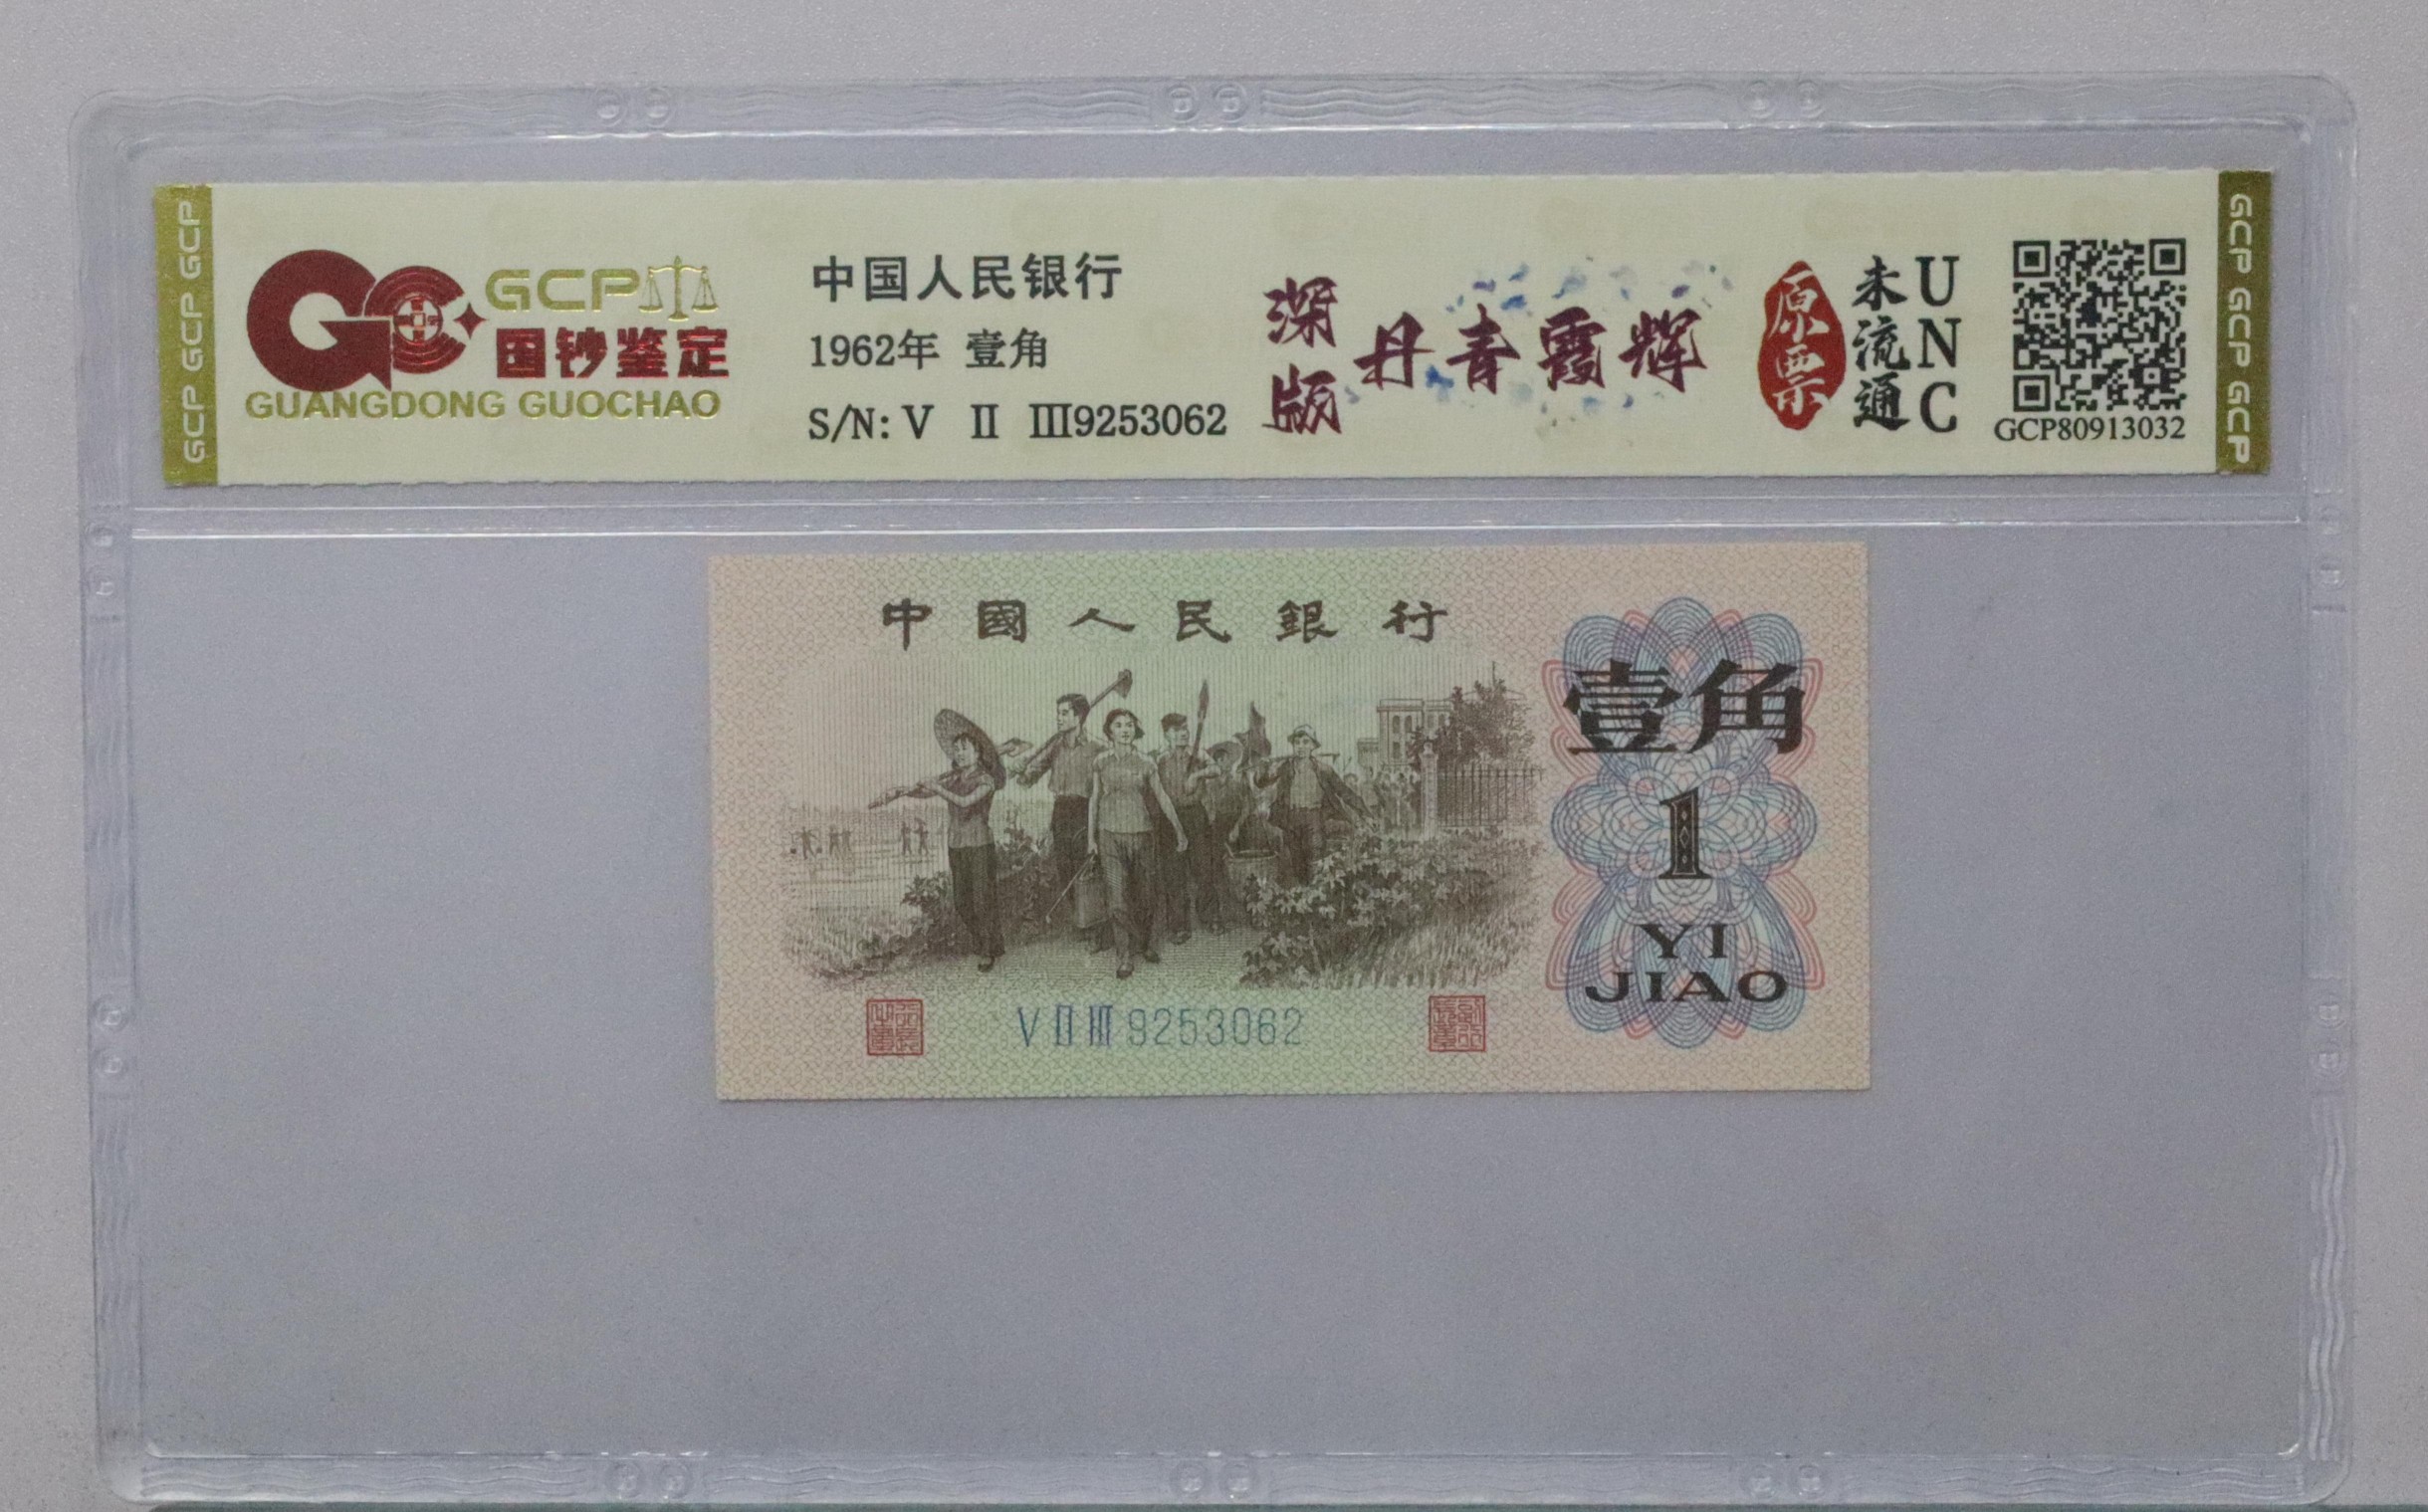 GCP GCP GCP
GCP
国钞鉴定
GUANGDONG GUOCHAO
中国人民银行
1962年 壹角
S/N: V Ⅱ Ⅲ9253062
深版
丹青霞辉
原票
未流通
UNC
GCP80913032
GCP GCP GCP
中國人民銀行
壹角
1
YI
JIAO
V Ⅱ Ⅲ 9253062